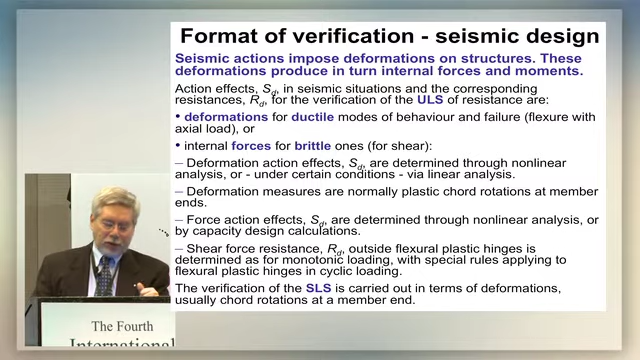 Format of verification - seismic design
Seismic actions impose deformations on structures. These
deformations produce in turn internal forces and moments.
Action effects, Sd, in seismic situations and the corresponding
resistances, Rd, for the verification of the ULS of resistance are:
• deformations for ductile modes of behaviour and failure (flexure with
axial load), or
• internal forces for brittle ones (for shear):
– Deformation action effects, Sd, are determined through nonlinear
analysis, or - under certain conditions - via linear analysis.
– Deformation measures are normally plastic chord rotations at member
ends.
– Force action effects, Sd, are determined through nonlinear analysis, or
by capacity design calculations.
– Shear force resistance, Rd, outside flexural plastic hinges is
determined as for monotonic loading, with special rules applying to
flexural plastic hinges in cyclic loading.
The verification of the SLS is carried out in terms of deformations,
usually chord rotations at a member end.
The Fourth
International